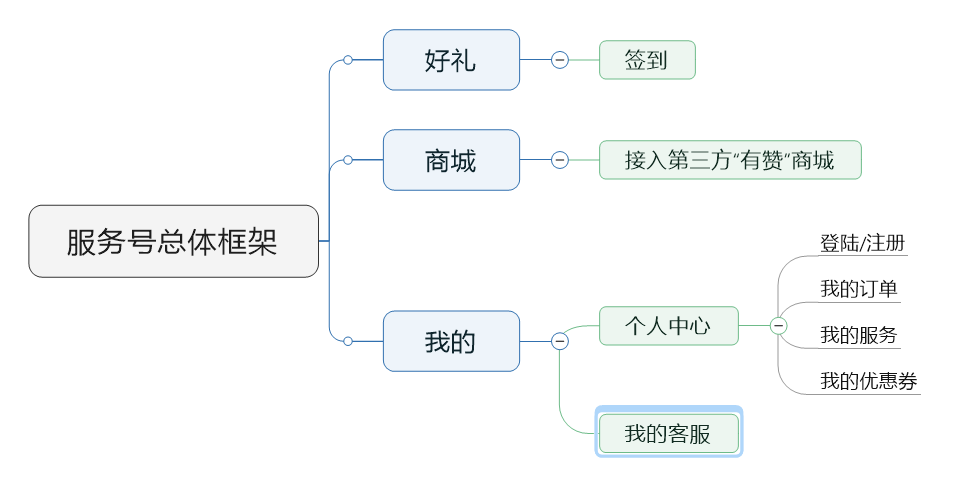 服务号总体框架
好礼
签到
商城
接入第三方“有赞“商城
我的
个人中心
登陆/注册
我的订单
我的服务
我的优惠券
我的客服